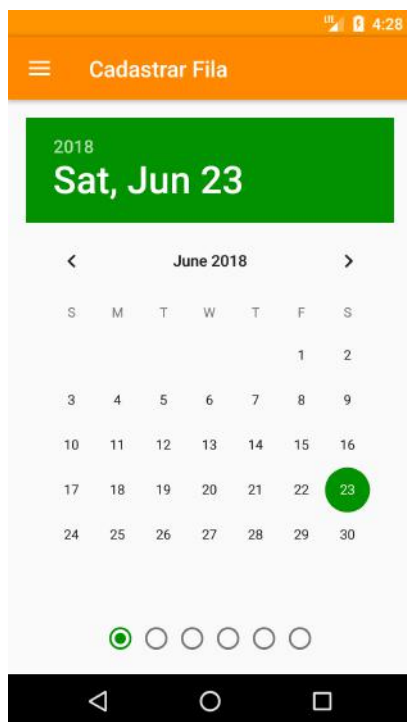 LTE 4:28
Cadastrar Fila
2018
Sat, Jun 23
June 2018
S M T W T F S
1 2
3 4 5 6 7 8 9
10 11 12 13 14 15 16
17 18 19 20 21 22 23
24 25 26 27 28 29 30